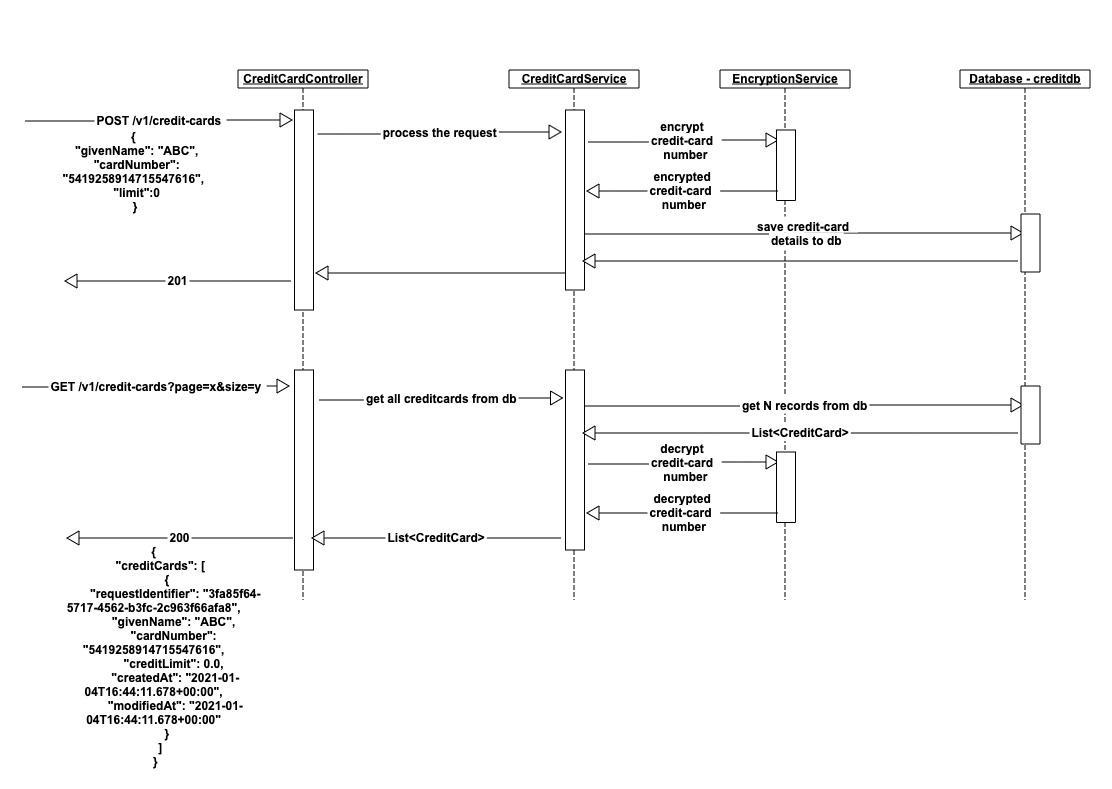 CreditCardController
CreditCardService
EncryptionService
Database - creditdb
POST /v1/credit-cards
{
"givenName": "ABC",
"cardNumber":
"5419258914715547616",
"limit":0
}
process the request
encrypt
credit-card
number
encrypted
credit-card
number
save credit-card
details to db
201
GET /v1/credit-cards?page=x&size=y
get all creditcards from db
get N records from db
List<CreditCard>
decrypt
credit-card
number
decrypted
credit-card
number
List<CreditCard>
200
{
"creditCards": [
{
"requestIdentifier": "3fa85f64-
5717-4562-b3fc-2c963f66afa8",
"givenName": "ABC",
"cardNumber":
"5419258914715547616",
"creditLimit": 0.0,
"createdAt": "2021-01-
04T16:44:11.678+00:00",
"modifiedAt": "2021-01-
04T16:44:11.678+00:00"
}
]
}